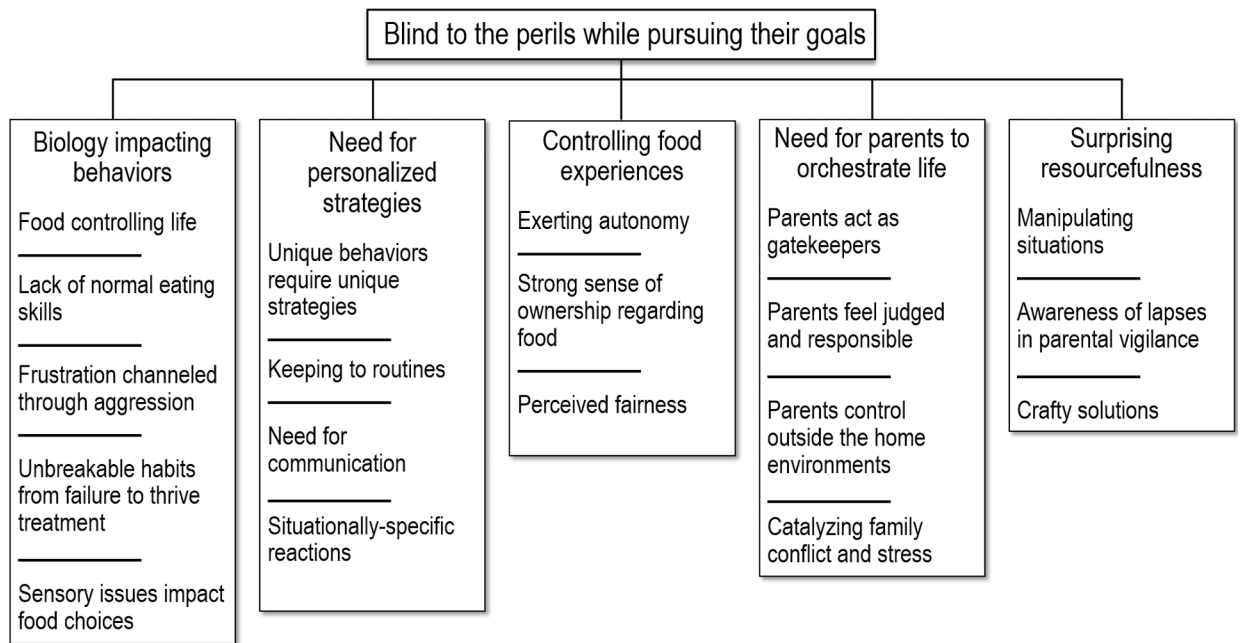 Blind to the perils while pursuing their goals
Biology impacting
behaviors
Food controlling life
Lack of normal eating
skills
Frustration channeled
through aggression
Unbreakable habits
from failure to thrive
treatment
Sensory issues impact
food choices
Need for
personalized
strategies
Unique behaviors
require unique
strategies
Keeping to routines
Need for
communication
Situationally-specific
reactions
Controlling food
experiences
Exerting autonomy
Strong sense of
ownership regarding
food
Perceived fairness
Need for parents to
orchestrate life
Parents act as
gatekeepers
Parents feel judged
and responsible
Parents control
outside the home
environments
Catalyzing family
conflict and stress
Surprising
resourcefulness
Manipulating
situations
Awareness of lapses
in parental vigilance
Crafty solutions